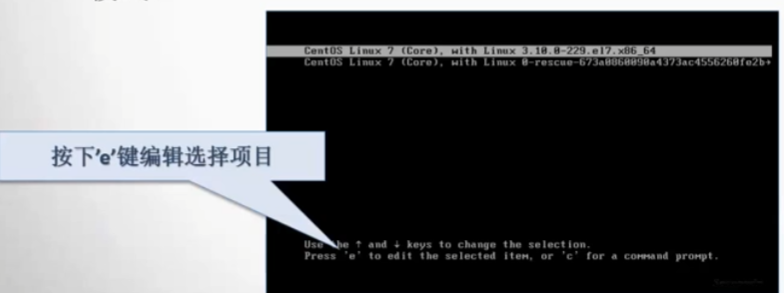 CentOS Linux 7 (Core), with Linux 3.10.0-229.el7.x86_64
CentOS Linux 7 (Core), with Linux 0-rescue-673a0860090a4373ac4556260fe2b+
按下’e’键编辑选择项目
Use the ↑ and ↓ keys to change the selection.
Press 'e' to edit the selected item, or 'c' for a command prompt.